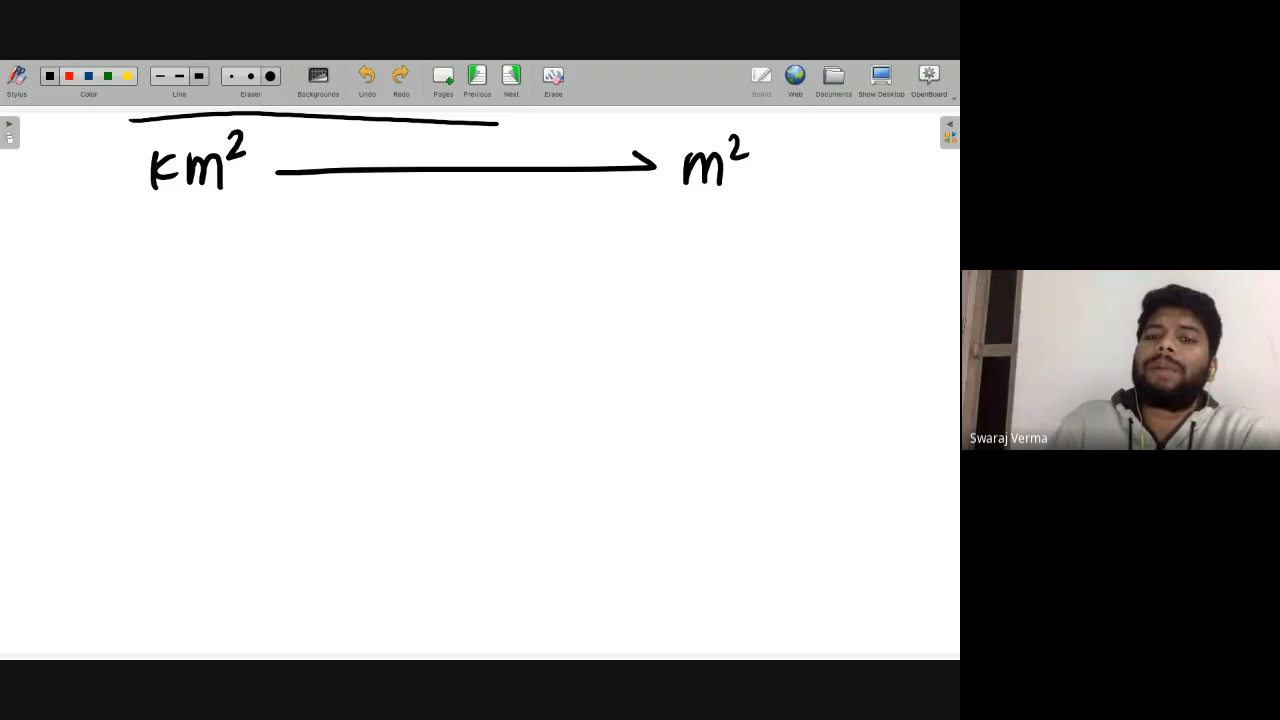 Stylus Color Line Eraser Backgrounds Undo Redo Pages Previous Next Erase Board Web Documents Show Desktop OpenBoard
Km² → m²
Swaraj Verma